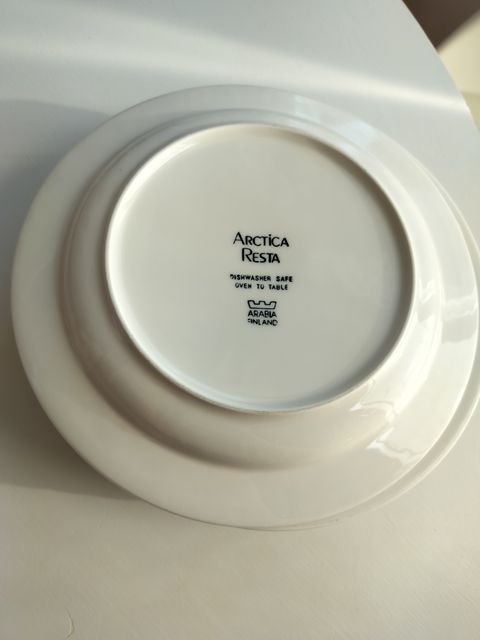 ARCTICA
RESTA
DISHWASHER SAFE
OVEN TO TABLE
ARABIA
FINLAND